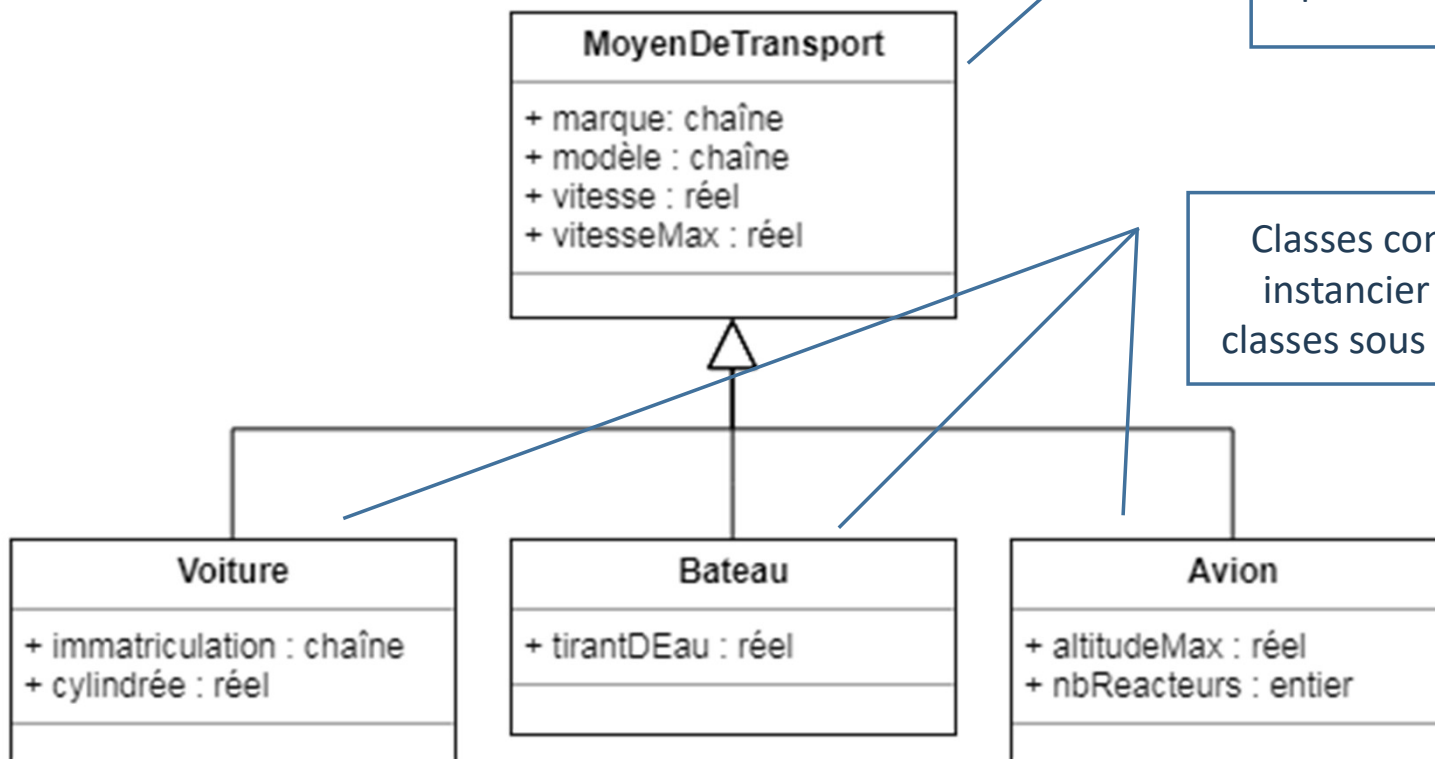 MoyenDeTransport
+ marque: chaîne
+ modèle : chaîne
+ vitesse : réel
+ vitesseMax : réel
Classes
instancier
classes sous
Voiture
+ immatriculation : chaîne
+ cylindrée : réel
Bateau
+ tirantDEau : réel
Avion
+ altitudeMax : réel
+ nbReacteurs : entier